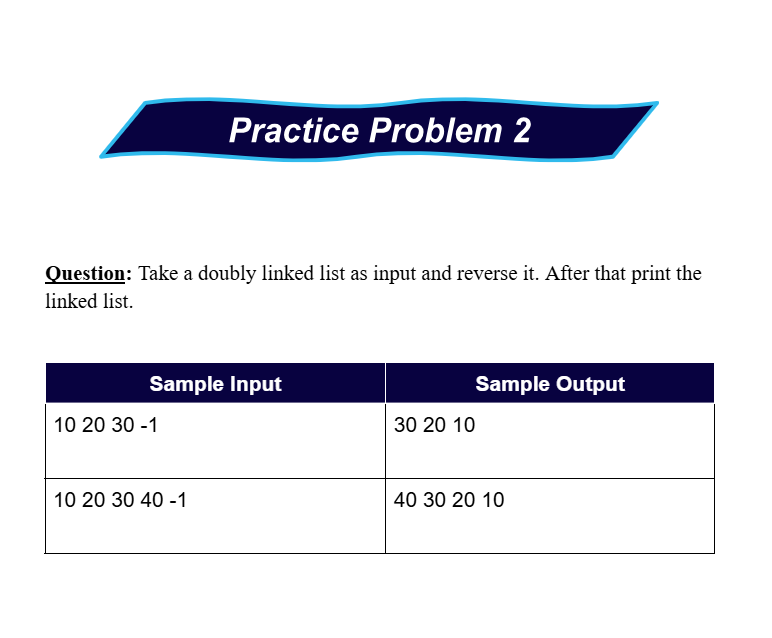 Practice Problem 2
Question: Take a doubly linked list as input and reverse it. After that print the
linked list.
Sample Input Sample Output
10 20 30 -1 30 20 10
10 20 30 40 -1 40 30 20 10